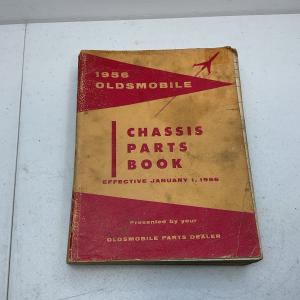 1956
OLDSMOBILE
CHASSIS
PARTS
BOOK
EFFECTIVE JANUARY 1, 1956
Presented by your
OLDSMOBILE PARTS DEALER